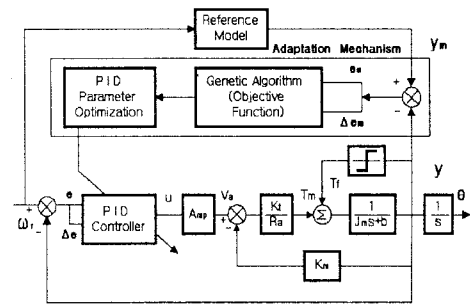 Reference
Model
Adaptation Mechanism
ym
PID
Parameter
Optimization
Genetic Algorithm
(Objective
Function)
em
Δem
+
-
y
Tf
ωr
+
-
e
Δe
PID
Controller
u
Amp
Va
+
-
Kt
Ra
Tm
Σ
1
JmS+b
1
s
θ
Km